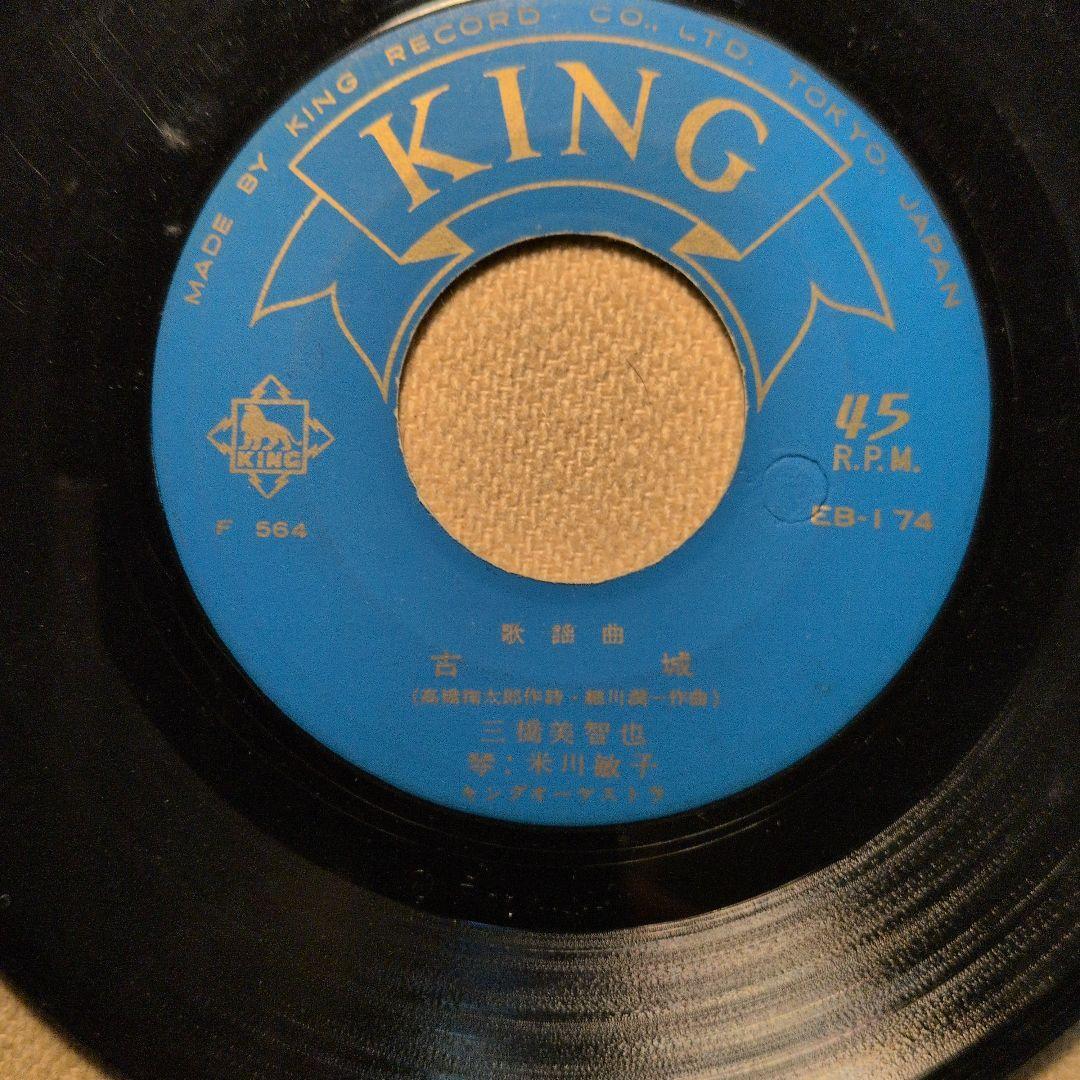 MADE BY KING RECORD CO., LTD. TOKYO, JAPAN
KING
KING
45
R.P.M.
F 564
EB-174
歌謡曲
古城
(高橋掬太郎作詩・細川潤一作曲)
三橋美智也
琴:米川敏子
キングオーケストラ